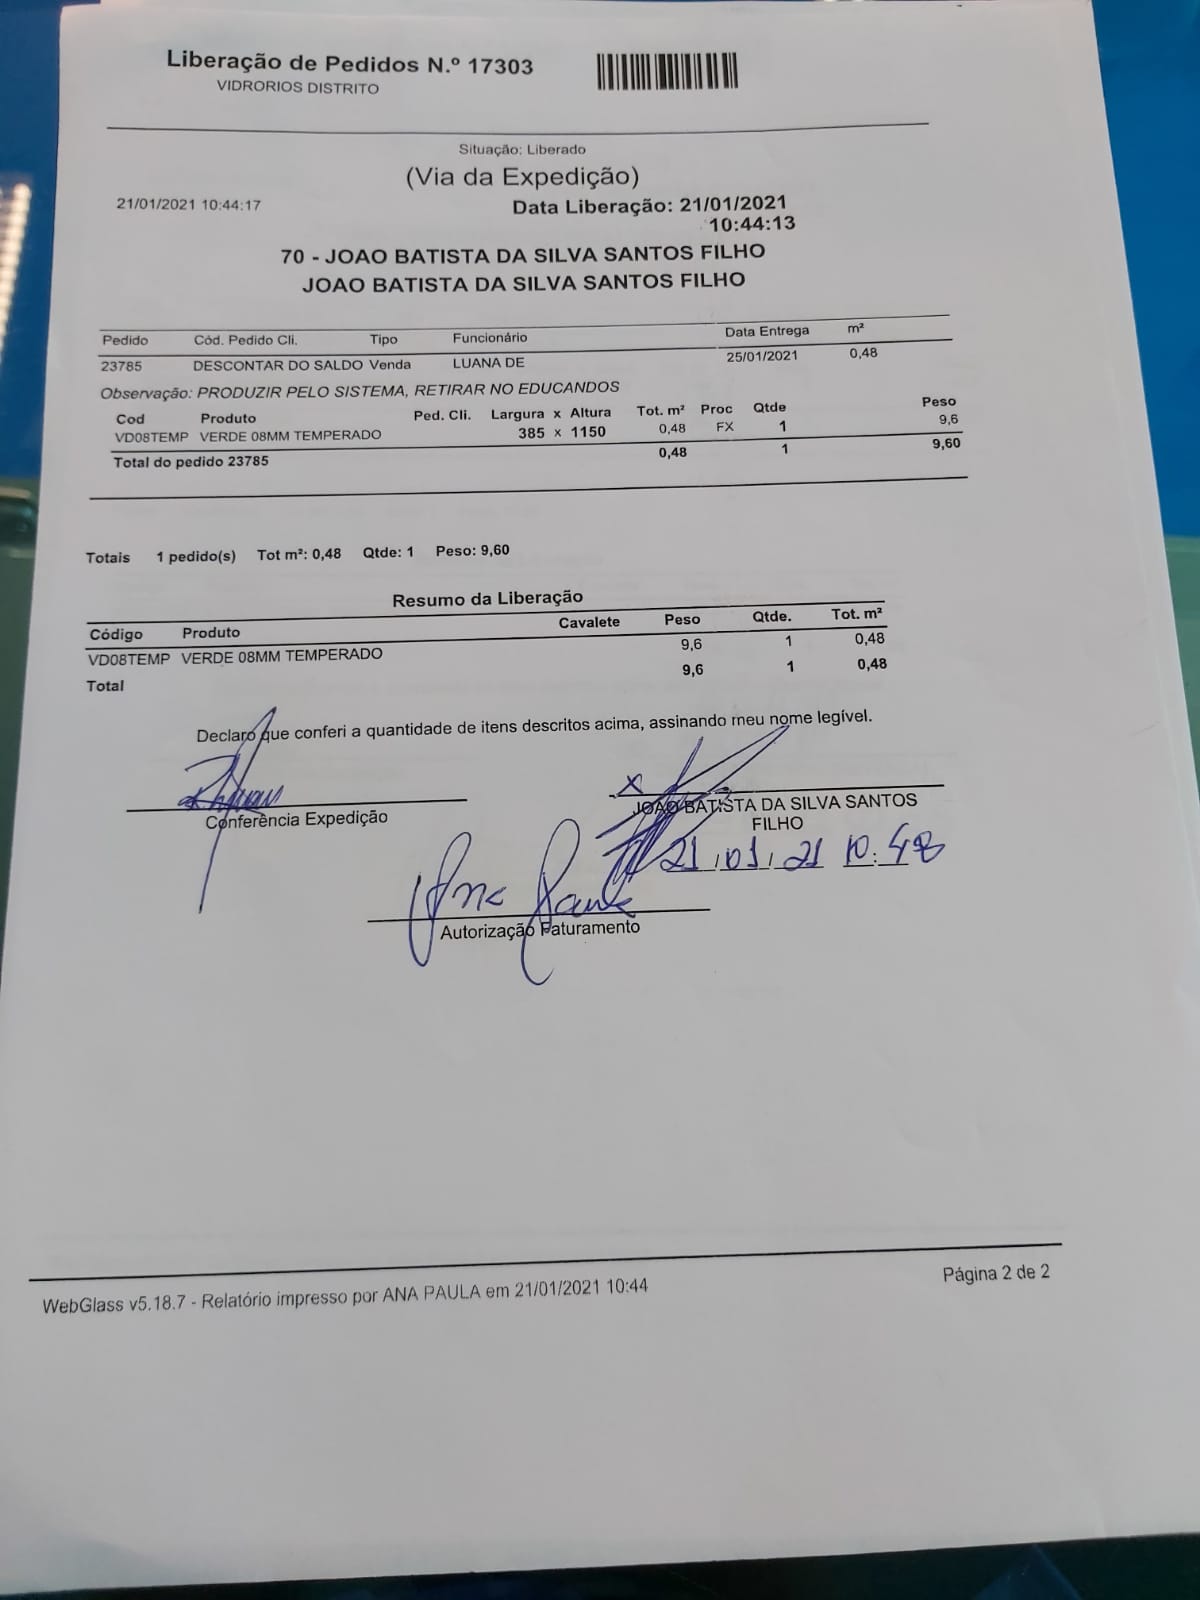 Liberação de Pedidos N.º 17303
VIDRORIOS DISTRITO
Situação: Liberado
(Via da Expedição)
21/01/2021 10:44:17
Data Liberação: 21/01/2021
10:44:13
70 - JOAO BATISTA DA SILVA SANTOS FILHO
JOAO BATISTA DA SILVA SANTOS FILHO
Pedido Cód. Pedido Cli. Tipo Funcionário Data Entrega m²
23785 DESCONTAR DO SALDO Venda LUANA DE 25/01/2021 0,48
Observação: PRODUZIR PELO SISTEMA, RETIRAR NO EDUCANDOS
Cod Produto Ped. Cli. Largura x Altura Tot. m² Proc Qtde Peso
VD08TEMP VERDE 08MM TEMPERADO 385 x 1150 0,48 FX 1 9,6
Total do pedido 23785 0,48 1 9,60
Totais 1 pedido(s) Tot m²: 0,48 Qtde: 1 Peso: 9,60
Resumo da Liberação
Código Produto Cavalete Peso Qtde. Tot. m²
VD08TEMP VERDE 08MM TEMPERADO 9,6 1 0,48
Total 9,6 1 0,48
Declaro que conferi a quantidade de itens descritos acima, assinando meu nome legível.
X
Conferência Expedição
JOAO BATISTA DA SILVA SANTOS
FILHO
21/01/21 10:48
Ana Paula
Autorização Faturamento
WebGlass v5.18.7 - Relatório impresso por ANA PAULA em 21/01/2021 10:44
Página 2 de 2